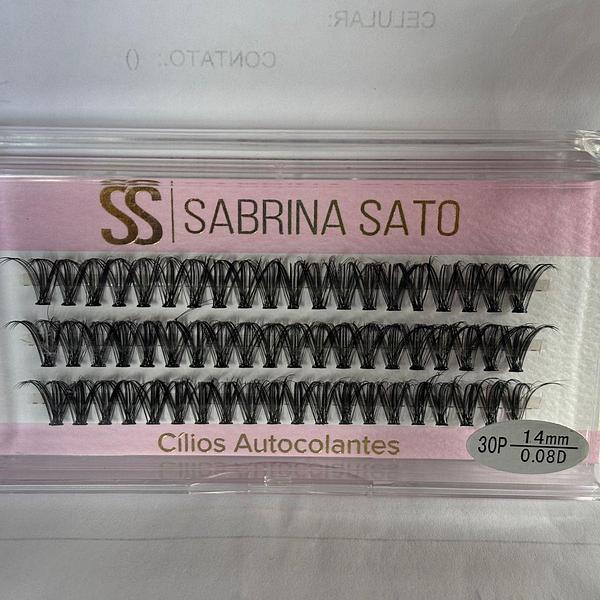 CELULAR:
CONTATO.: ()
SS SABRINA SATO
Cílios Autocolantes
30P 14mm
0.08D